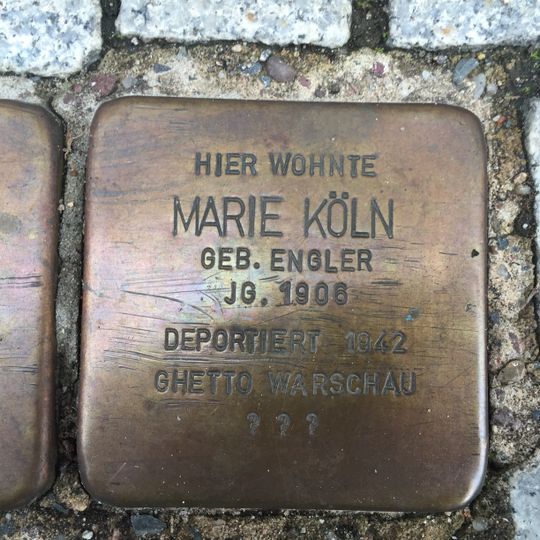 HIER WOHNTE
MARIE KÖLN
GEB. ENGLER
JG. 1906
DEPORTIERT 1942
GHETTO WARSCHAU
? ? ?